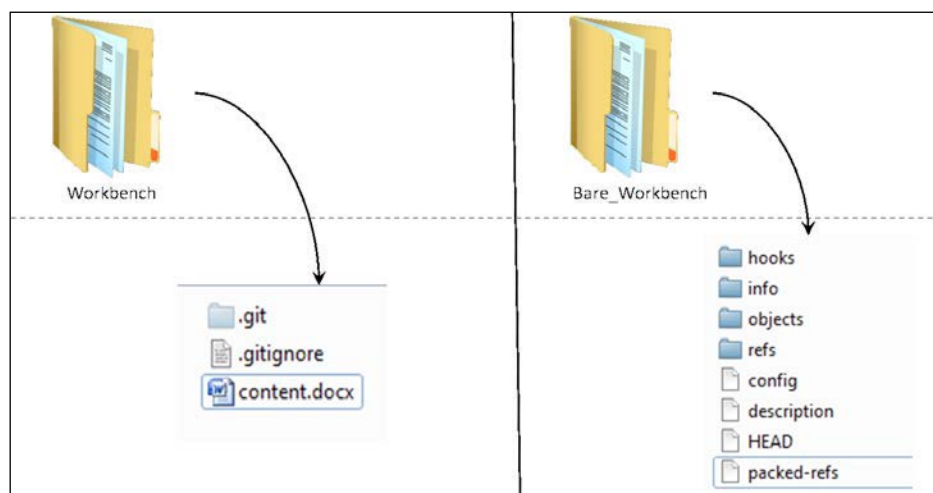 Workbench
.git
.gitignore
content.docx
Bare_Workbench
hooks
info
objects
refs
config
description
HEAD
packed-refs